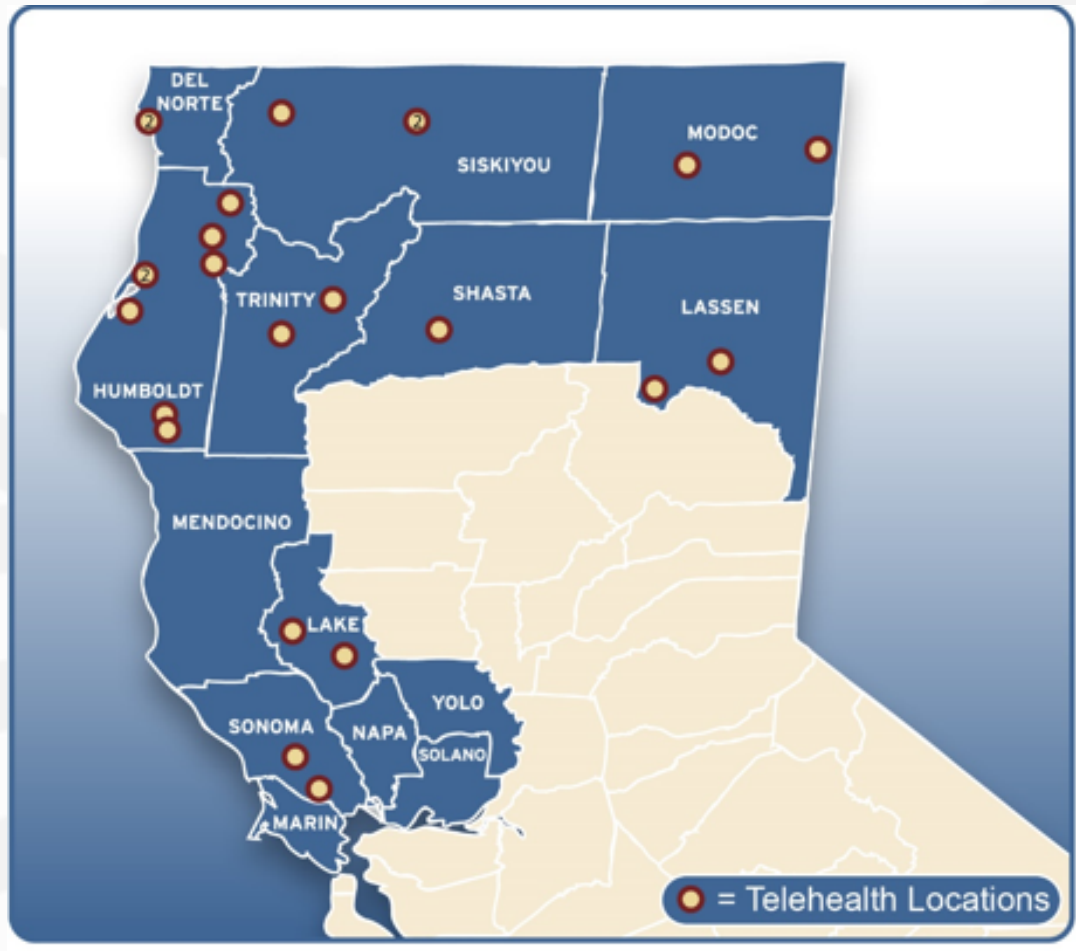 DEL
NORTE
2
2
SISKIYOU
MODOC
2
TRINITY
SHASTA
LASSEN
HUMBOLDT
MENDOCINO
LAKE
YOLO
SONOMA
NAPA
SOLANO
MARIN
= Telehealth Locations